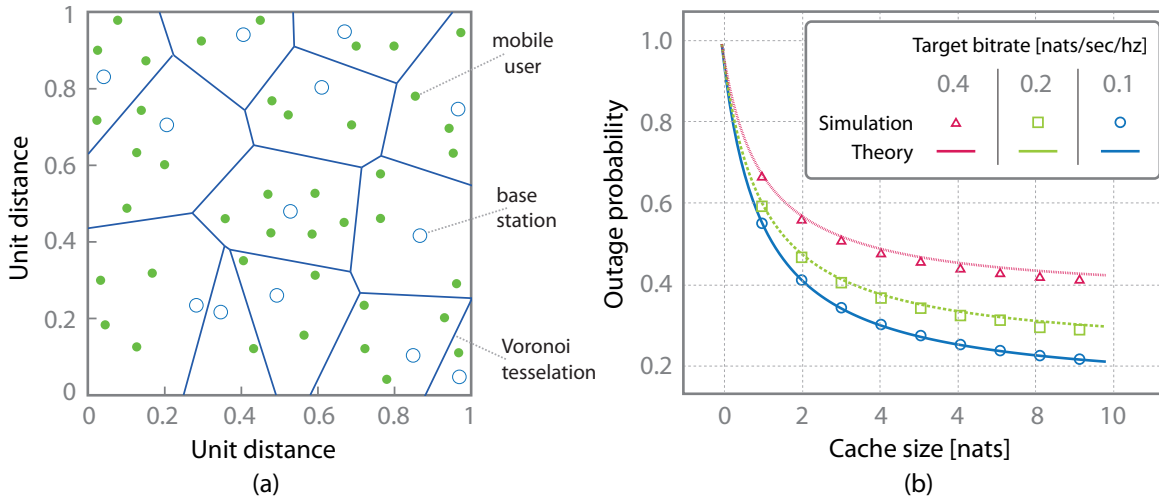 1
0.8
0.6
0.4
0.2
0
0
0.2
0.4
0.6
0.8
1
Unit distance
Unit distance
(a)
mobile
user
base
station
Voronoi
tesselation
1.0
0.8
0.6
0.4
0.2
0
2
4
4
8
10
Outage probability
Cache size [nats]
(b)
Target bitrate [nats/sec/hz]
0.4
0.2
0.1
Simulation
Theory